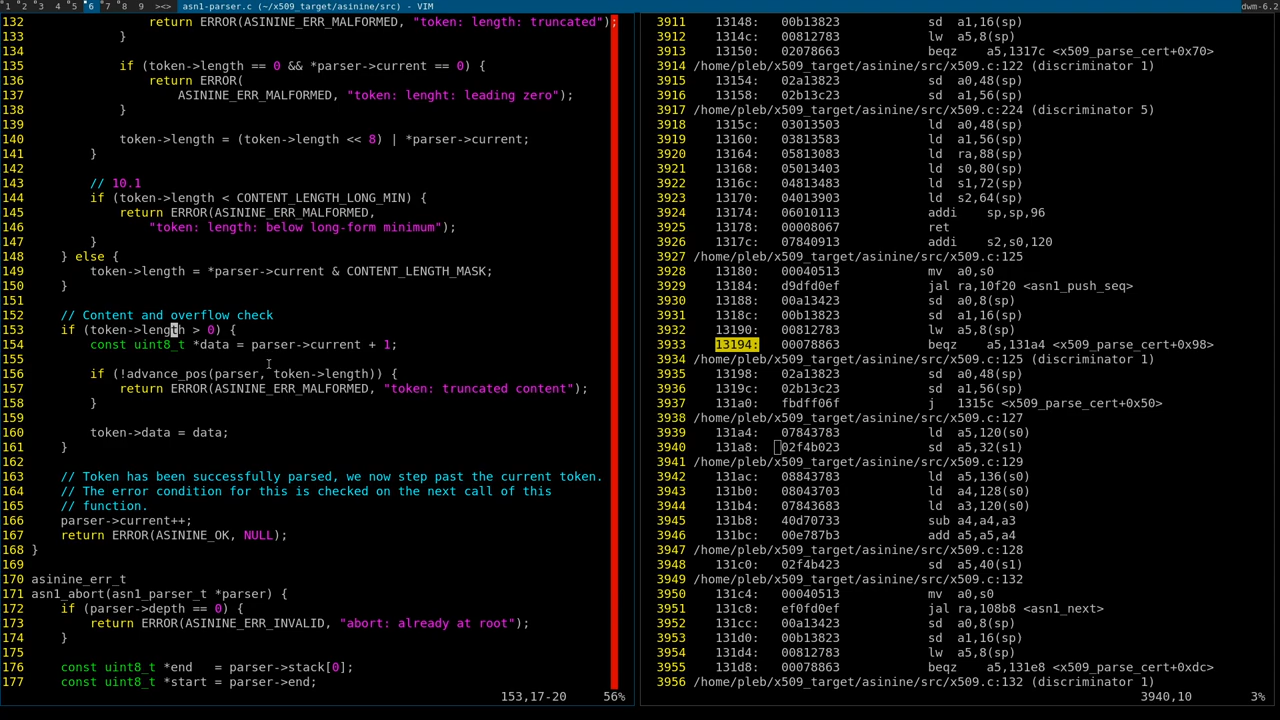 1 2 3 4 5 6 7 8 9 ><> asn1-parser.c (~/x509_target/asinine/src) - VIM dwm-6.2
132 return ERROR(ASININE_ERR_MALFORMED, "token: length: truncated");
133 }
134
135 if (token->length == 0 && *parser->current == 0) {
136 return ERROR(
137 ASININE_ERR_MALFORMED, "token: lenght: leading zero");
138 }
139
140 token->length = (token->length << 8) | *parser->current;
141 }
142
143 // 10.1
144 if (token->length < CONTENT_LENGTH_LONG_MIN) {
145 return ERROR(ASININE_ERR_MALFORMED,
146 "token: length: below long-form minimum");
147 }
148 } else {
149 token->length = *parser->current & CONTENT_LENGTH_MASK;
150 }
151
152 // Content and overflow check
153 if (token->length > 0) {
154 const uint8_t *data = parser->current + 1;
155
156 if (!advance_pos(parser, token->length)) {
157 return ERROR(ASININE_ERR_MALFORMED, "token: truncated content");
158 }
159
160 token->data = data;
161 }
162
163 // Token has been successfully parsed, we now step past the current token.
164 // The error condition for this is checked on the next call of this
165 // function.
166 parser->current++;
167 return ERROR(ASININE_OK, NULL);
168 }
169
170 asinine_err_t
171 asn1_abort(asn1_parser_t *parser) {
172 if (parser->depth == 0) {
173 return ERROR(ASININE_ERR_INVALID, "abort: already at root");
174 }
175
176 const uint8_t *end = parser->stack[0];
177 const uint8_t *start = parser->end;
153,17-20 56%
3911 13148: 00b13823 sd a1,16(sp)
3912 1314c: 00812783 lw a5,8(sp)
3913 13150: 02078663 beqz a5,1317c <x509_parse_cert+0x70>
3914 /home/pleb/x509_target/asinine/src/x509.c:122 (discriminator 1)
3915 13154: 02a13823 sd a0,48(sp)
3916 13158: 02b13c23 sd a1,56(sp)
3917 /home/pleb/x509_target/asinine/src/x509.c:224 (discriminator 5)
3918 1315c: 03013503 ld a0,48(sp)
3919 13160: 03813583 ld a1,56(sp)
3920 13164: 05813083 ld ra,88(sp)
3921 13168: 05013403 ld s0,80(sp)
3922 1316c: 04813483 ld s1,72(sp)
3923 13170: 04013903 ld s2,64(sp)
3924 13174: 06010113 addi sp,sp,96
3925 13178: 00008067 ret
3926 1317c: 07840913 addi s2,s0,120
3927 /home/pleb/x509_target/asinine/src/x509.c:125
3928 13180: 00040513 mv a0,s0
3929 13184: d9dfd0ef jal ra,10f20 <asn1_push_seq>
3930 13188: 00a13423 sd a0,8(sp)
3931 1318c: 00b13823 sd a1,16(sp)
3932 13190: 00812783 lw a5,8(sp)
3933 13194: 00078863 beqz a5,131a4 <x509_parse_cert+0x98>
3934 /home/pleb/x509_target/asinine/src/x509.c:125 (discriminator 1)
3935 13198: 02a13823 sd a0,48(sp)
3936 1319c: 02b13c23 sd a1,56(sp)
3937 131a0: fbdff06f j 1315c <x509_parse_cert+0x50>
3938 /home/pleb/x509_target/asinine/src/x509.c:127
3939 131a4: 07843783 ld a5,120(s0)
3940 131a8: 02f4b023 sd a5,32(s1)
3941 /home/pleb/x509_target/asinine/src/x509.c:129
3942 131ac: 08843783 ld a5,136(s0)
3943 131b0: 08043703 ld a4,128(s0)
3944 131b4: 07843683 ld a3,120(s0)
3945 131b8: 40d70733 sub a4,a4,a3
3946 131bc: 00e787b3 add a5,a5,a4
3947 /home/pleb/x509_target/asinine/src/x509.c:128
3948 131c0: 02f4b423 sd a5,40(s1)
3949 /home/pleb/x509_target/asinine/src/x509.c:132
3950 131c4: 00040513 mv a0,s0
3951 131c8: ef0fd0ef jal ra,108b8 <asn1_next>
3952 131cc: 00a13423 sd a0,8(sp)
3953 131d0: 00b13823 sd a1,16(sp)
3954 131d4: 00812783 lw a5,8(sp)
3955 131d8: 00078863 beqz a5,131e8 <x509_parse_cert+0xdc>
3956 /home/pleb/x509_target/asinine/src/x509.c:132 (discriminator 1)
3940,10 3%